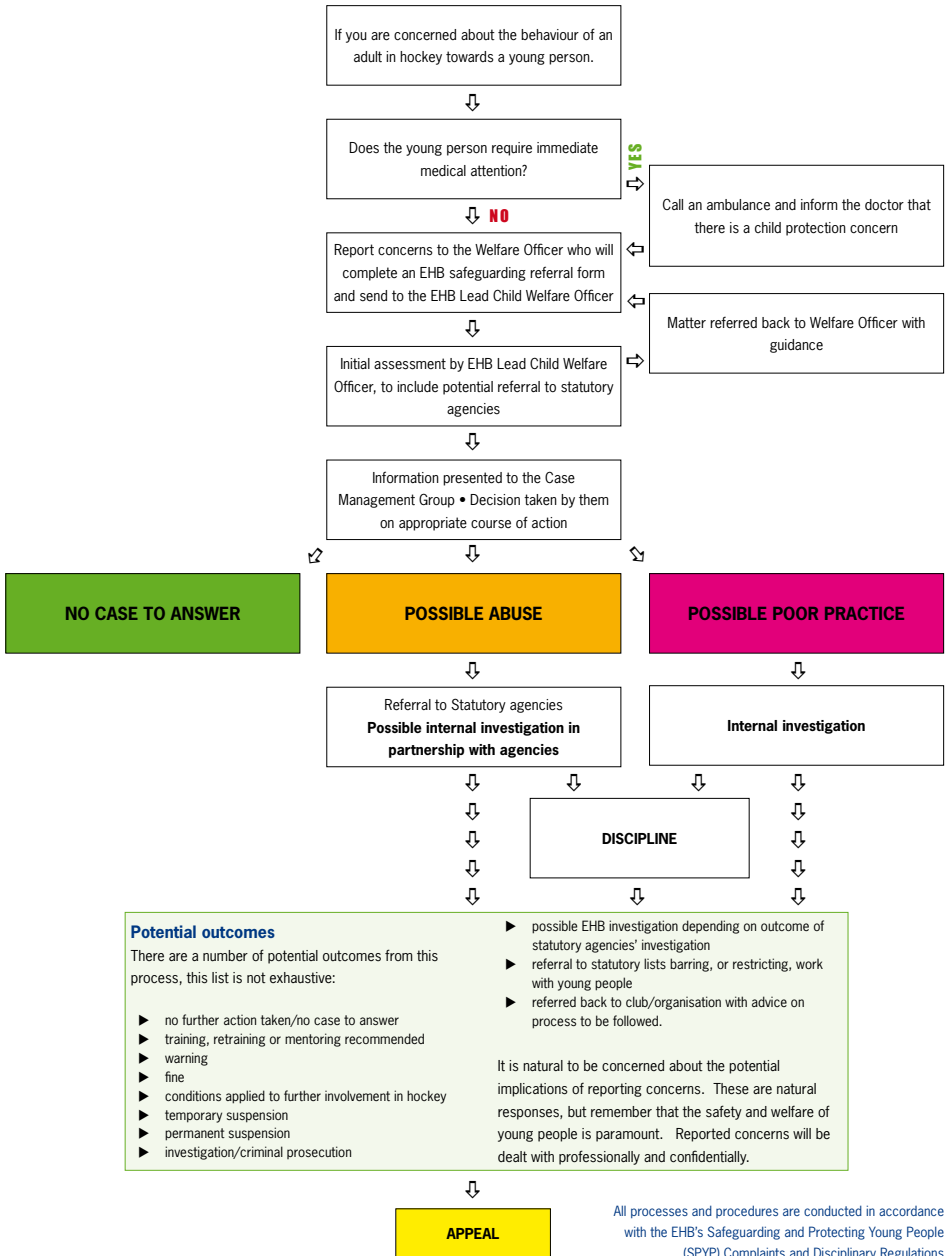 If you are concerned about the behaviour of an
adult in hockey towards a young person.
Does the young person require immediate
medical attention?
YES
Call an ambulance and inform the doctor that
there is a child protection concern
NO
Report concerns to the Welfare Officer who will
complete an EHB safeguarding referral form
and send to the EHB Lead Child Welfare Officer
Matter referred back to Welfare Officer with
guidance
Initial assessment by EHB Lead Child Welfare
Officer, to include potential referral to statutory
agencies
Information presented to the Case
Management Group • Decision taken by them
on appropriate course of action
NO CASE TO ANSWER
POSSIBLE ABUSE
POSSIBLE POOR PRACTICE
Referral to Statutory agencies
Possible internal investigation in
partnership with agencies
Internal investigation
DISCIPLINE
Potential outcomes
There are a number of potential outcomes from this
process, this list is not exhaustive:
▶ no further action taken/no case to answer
▶ training, retraining or mentoring recommended
▶ warning
▶ fine
▶ conditions applied to further involvement in hockey
▶ temporary suspension
▶ permanent suspension
▶ investigation/criminal prosecution
▶ possible EHB investigation depending on outcome of
statutory agencies' investigation
▶ referral to statutory lists barring, or restricting, work
with young people
▶ referred back to club/organisation with advice on
process to be followed.
It is natural to be concerned about the potential
implications of reporting concerns. These are natural
responses, but remember that the safety and welfare of
young people is paramount. Reported concerns will be
dealt with professionally and confidentially.
APPEAL
All processes and procedures are conducted in accordance
with the EHB's Safeguarding and Protecting Young People
(SPYP) Complaints and Disciplinary Regulations